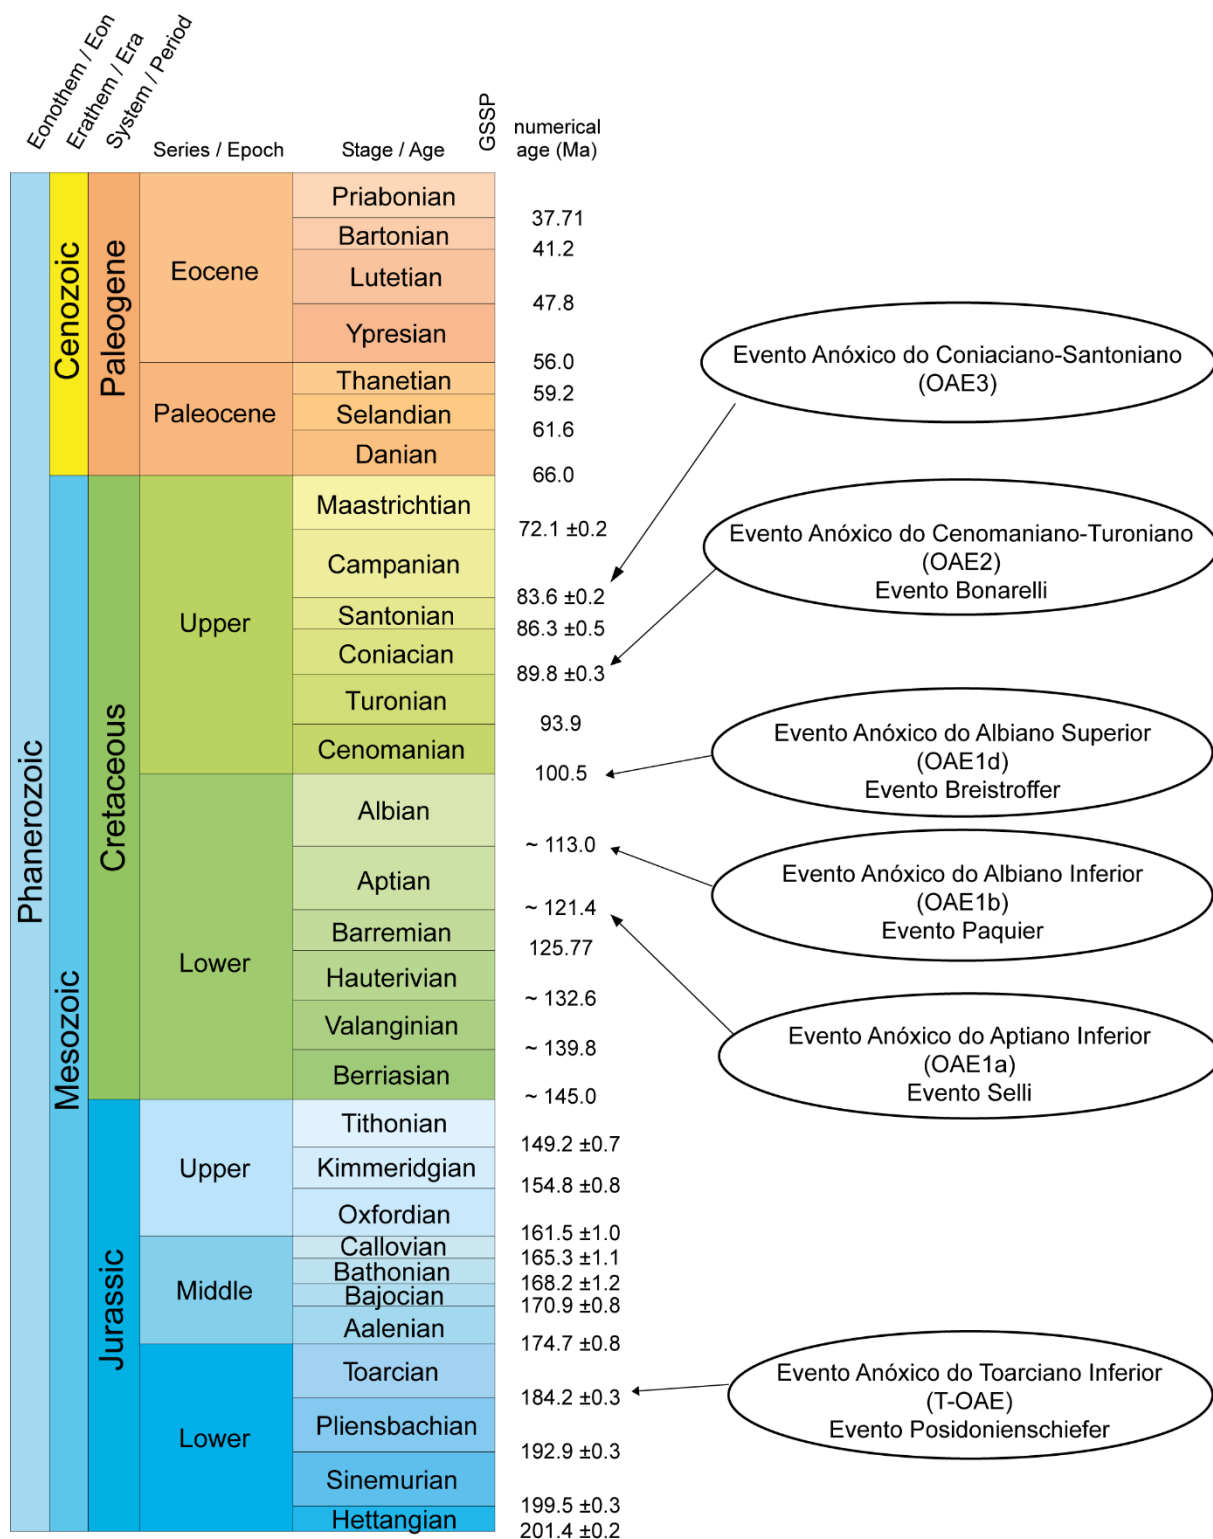 Eonothem / Eon
Erathem / Era
System / Period
Series / Epoch
Stage / Age
GSSP
numerical
age (Ma)
Phanerozoic
Cenozoic
Mesozoic
Paleogene
Cretaceous
Jurassic
Eocene
Paleocene
Upper
Lower
Upper
Middle
Lower
Priabonian
37.71
Bartonian
41.2
Lutetian
47.8
Ypresian
56.0
Thanetian
59.2
Selandian
61.6
Danian
66.0
Maastrichtian
72.1 ±0.2
Campanian
83.6 ±0.2
Santonian
86.3 ±0.5
Coniacian
89.8 ±0.3
Turonian
93.9
Cenomanian
100.5
Albian
~ 113.0
Aptian
~ 121.4
Barremian
125.77
Hauterivian
~ 132.6
Valanginian
~ 139.8
Berriasian
~ 145.0
Tithonian
149.2 ±0.7
Kimmeridgian
154.8 ±0.8
Oxfordian
161.5 ±1.0
Callovian
165.3 ±1.1
Bathonian
168.2 ±1.2
Bajocian
170.9 ±0.8
Aalenian
174.7 ±0.8
Toarcian
184.2 ±0.3
Pliensbachian
192.9 ±0.3
Sinemurian
199.5 ±0.3
Hettangian
201.4 ±0.2
Evento Anóxico do Coniaciano-Santoniano
(OAE3)
Evento Anóxico do Cenomaniano-Turoniano
(OAE2)
Evento Bonarelli
Evento Anóxico do Albiano Superior
(OAE1d)
Evento Breistroffer
Evento Anóxico do Albiano Inferior
(OAE1b)
Evento Paquier
Evento Anóxico do Aptiano Inferior
(OAE1a)
Evento Selli
Evento Anóxico do Toarciano Inferior
(T-OAE)
Evento Posidonienschiefer